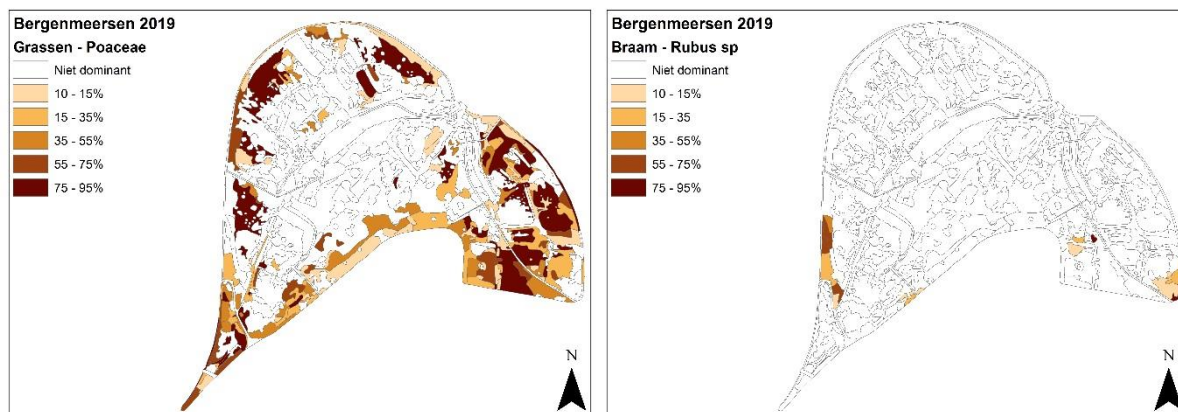 Bergenmeersen 2019
Grassen - Poaceae
Niet dominant
10 - 15%
15 - 35%
35 - 55%
55 - 75%
75 - 95%
N
Bergenmeersen 2019
Braam - Rubus sp
Niet dominant
10 - 15%
15 - 35
35 - 55%
55 - 75%
75 - 95%
N